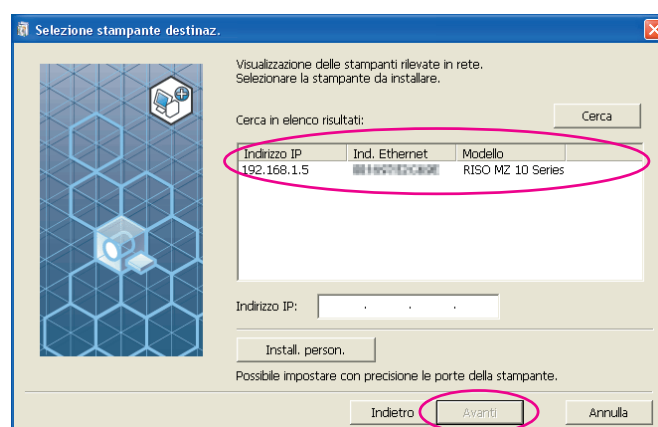 Selezione stampante destinaz.
Visualizzazione delle stampanti rilevate in rete.
Selezionare la stampante da installare.
Cerca in elenco risultati:
Cerca
Indirizzo IP Ind. Ethernet Modello
192.168.1.5 RISO MZ 10 Series
Indirizzo IP: . . .
Install. person.
Possibile impostare con precisione le porte della stampante.
Indietro Avanti Annulla